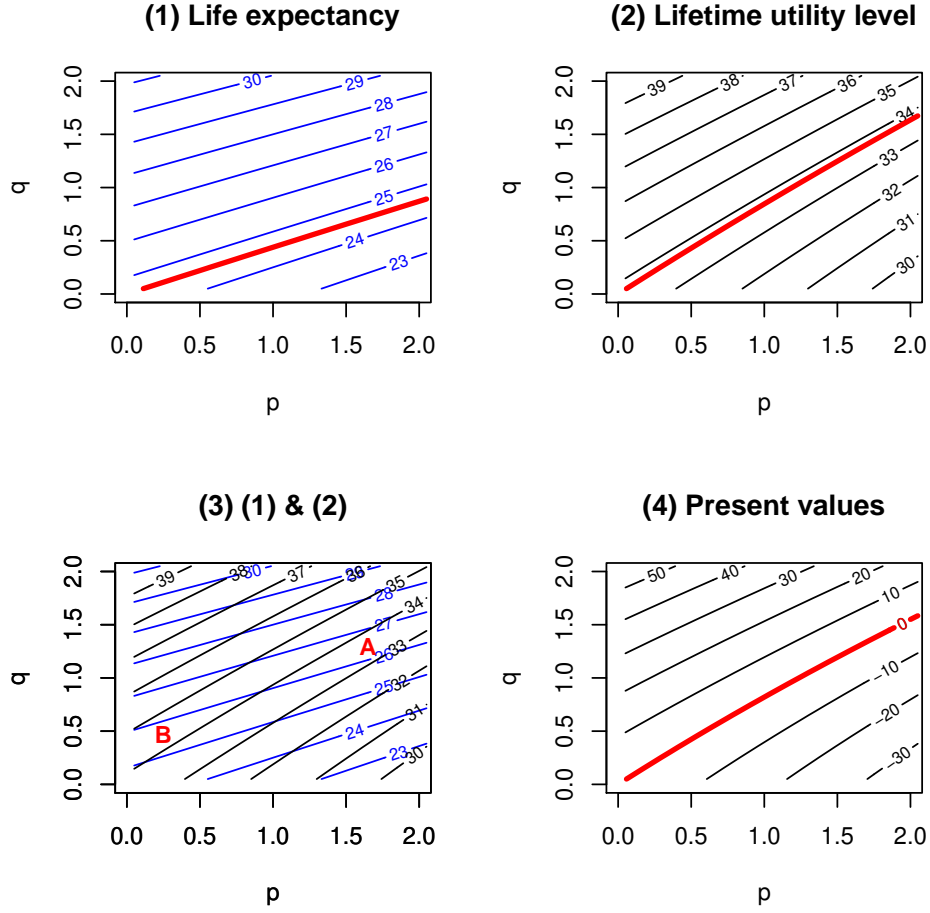 (1) Life expectancy
q
0.0 0.5 1.0 1.5 2.0
30 29 28 27 26 25 24 23
0.0 0.5 1.0 1.5 2.0
p
(2) Lifetime utility level
q
0.0 0.5 1.0 1.5 2.0
39 38 37 36 35 34 33 32 31 30
0.0 0.5 1.0 1.5 2.0
p
(3) (1) & (2)
q
0.0 0.5 1.0 1.5 2.0
39 38 30 37 36 35 28 34 27 33 26 32 25 31 24 30 23
A
B
0.0 0.5 1.0 1.5 2.0
p
(4) Present values
q
0.0 0.5 1.0 1.5 2.0
50 40 30 20 10 0 −10 −20 −30
0.0 0.5 1.0 1.5 2.0
p